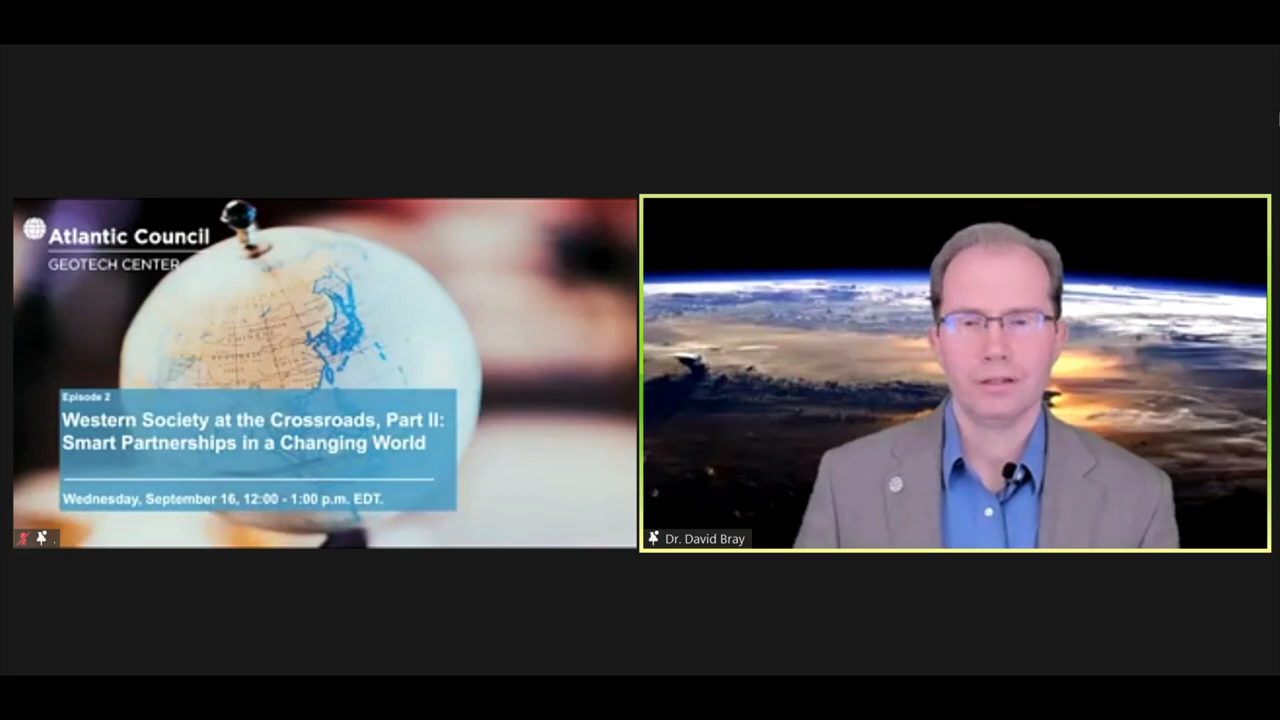 Atlantic Council
GEOTECH CENTER
Episode 2
Western Society at the Crossroads, Part II:
Smart Partnerships in a Changing World
Wednesday, September 16, 12:00 - 1:00 p.m. EDT.
Dr. David Bray